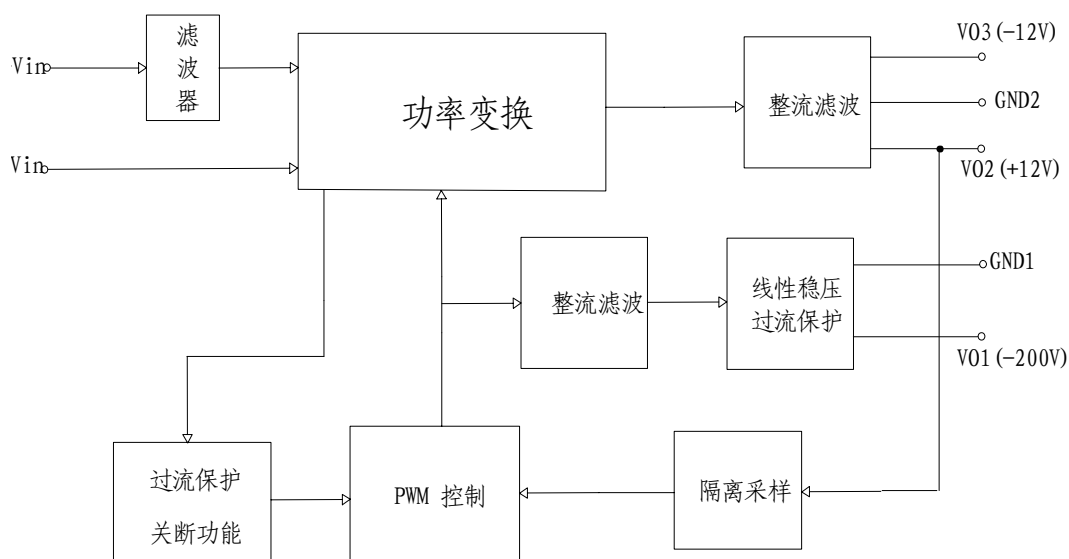 滤
波
器
Vin
Vin
功率变换
整流滤波
VO3(-12V)
GND2
VO2(+12V)
整流滤波
线性稳压
过流保护
GND1
VO1(-200V)
过流保护
关断功能
PWM 控制
隔离采样